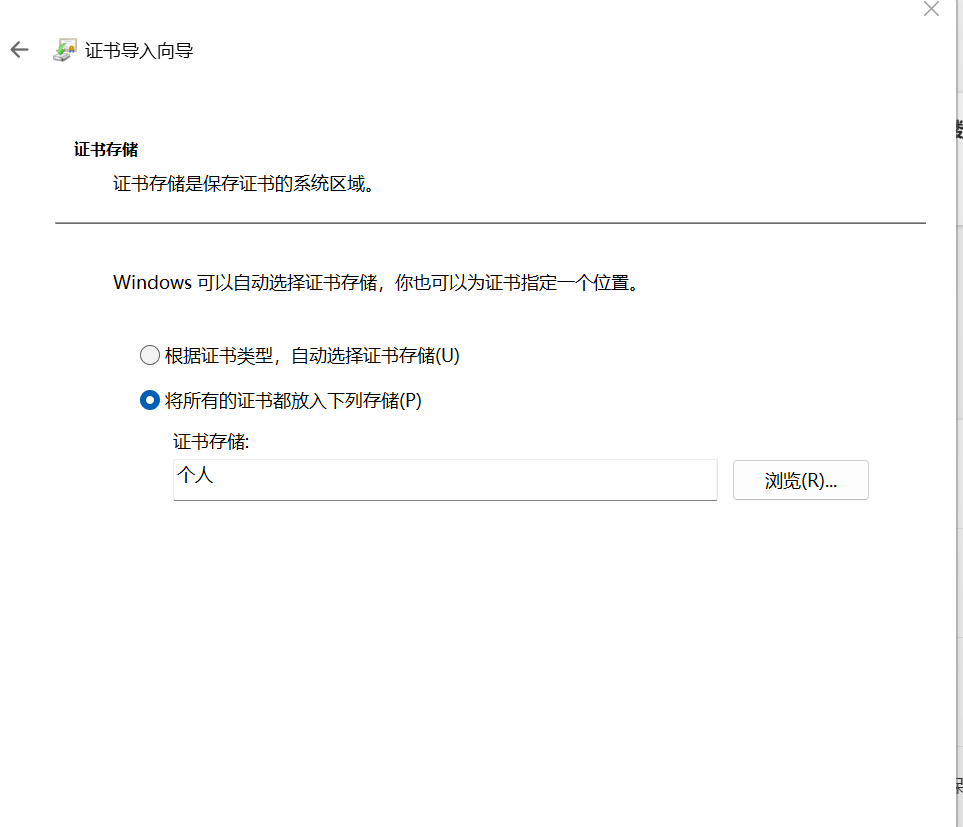 证书导入向导
证书存储
证书存储是保存证书的系统区域。
Windows 可以自动选择证书存储，你也可以为证书指定一个位置。
根据证书类型，自动选择证书存储(U)
将所有的证书都放入下列存储(P)
证书存储:
个人
浏览(R)...